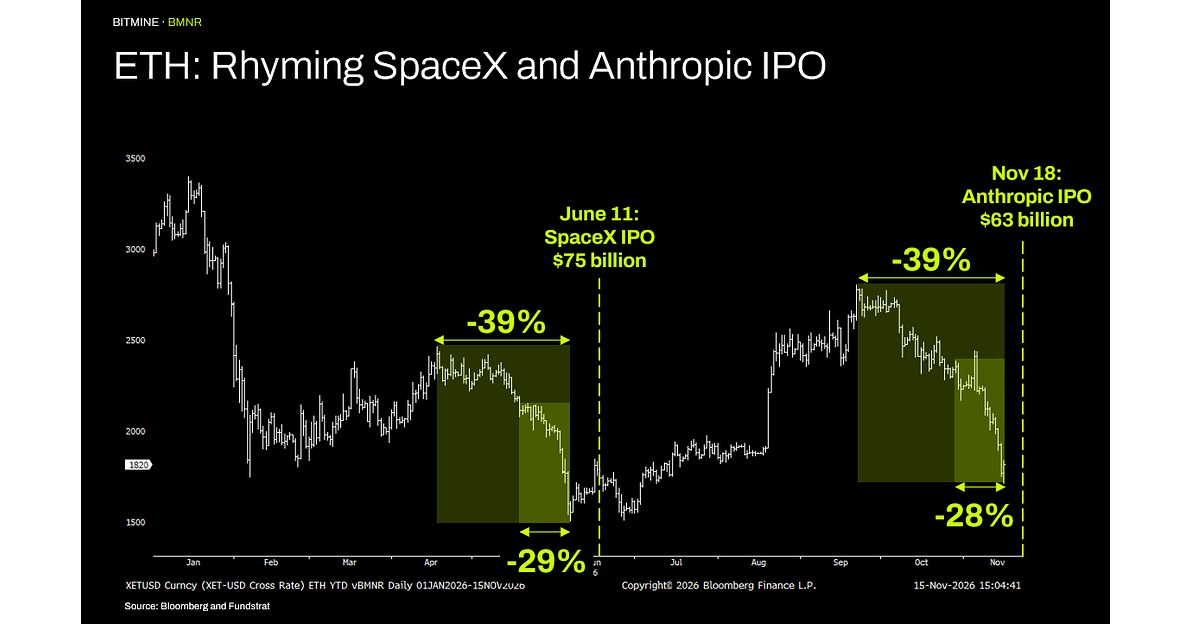 BITMINE · BMNR
ETH: Rhyming SpaceX and Anthropic IPO
3500
3000
2500
2000
1820
1500
June 11:
SpaceX IPO
$75 billion
Nov 18:
Anthropic IPO
$63 billion
-39%
-39%
-29%
-28%
Jan
Feb
Mar
Apr
Jul
Aug
Sep
Oct
Nov
6
XETUSD Curncy (XET-USD Cross Rate) ETH YTD vBMNR Daily 01JAN2026-15NOV2026
Copyright© 2026 Bloomberg Finance L.P.
15-Nov-2026 15:04:41
Source: Bloomberg and Fundstrat